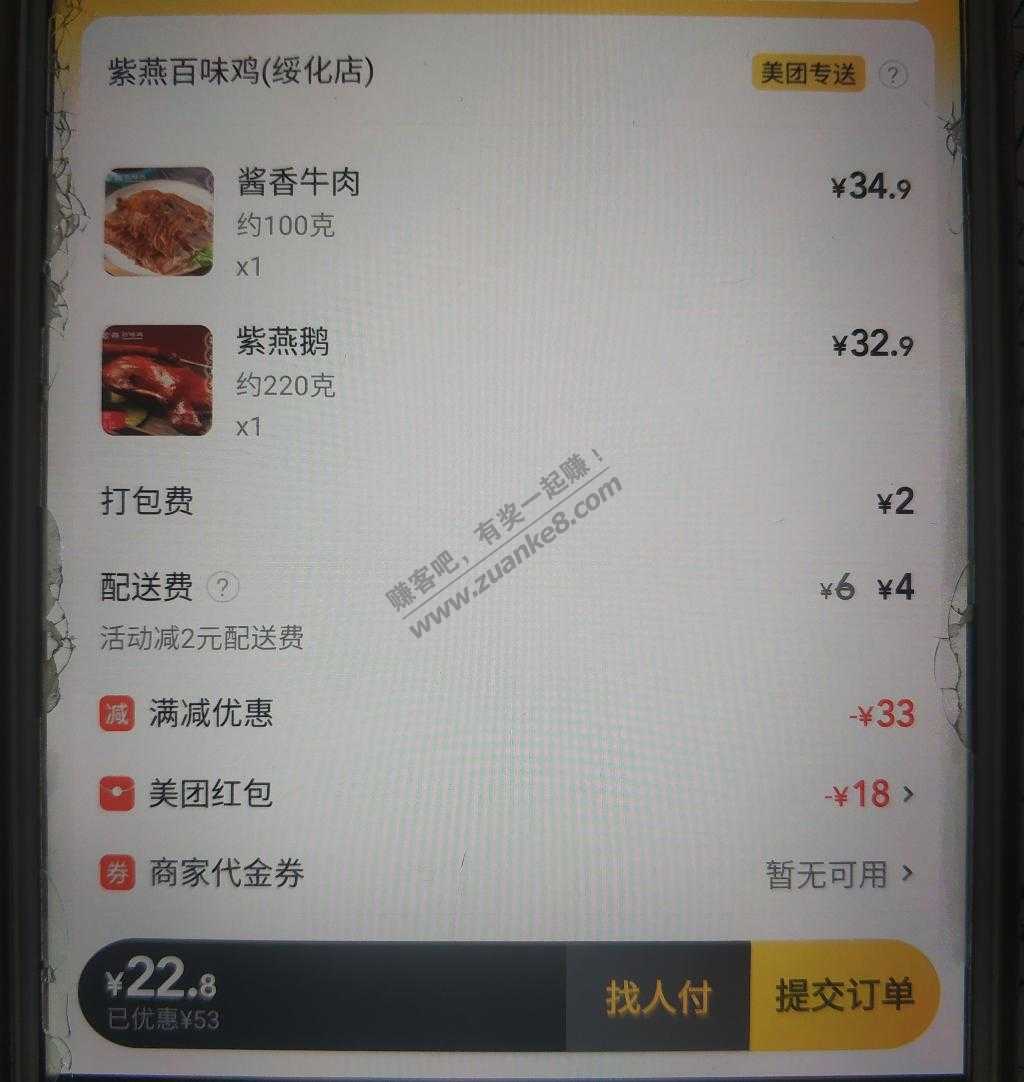 紫燕百味鸡(绥化店) 美团专送 ?
酱香牛肉 ¥34.9
约100克
x1
紫燕鹅 ¥32.9
约220克
x1
打包费 ¥2
配送费 ? ¥6 ¥4
活动减2元配送费
减 满减优惠 -¥33
美团红包 -¥18 >
券 商家代金券 暂无可用 >
¥22.8 找人付 提交订单
已优惠¥53
赚客吧，有奖一起赚！
www.zuanke8.com